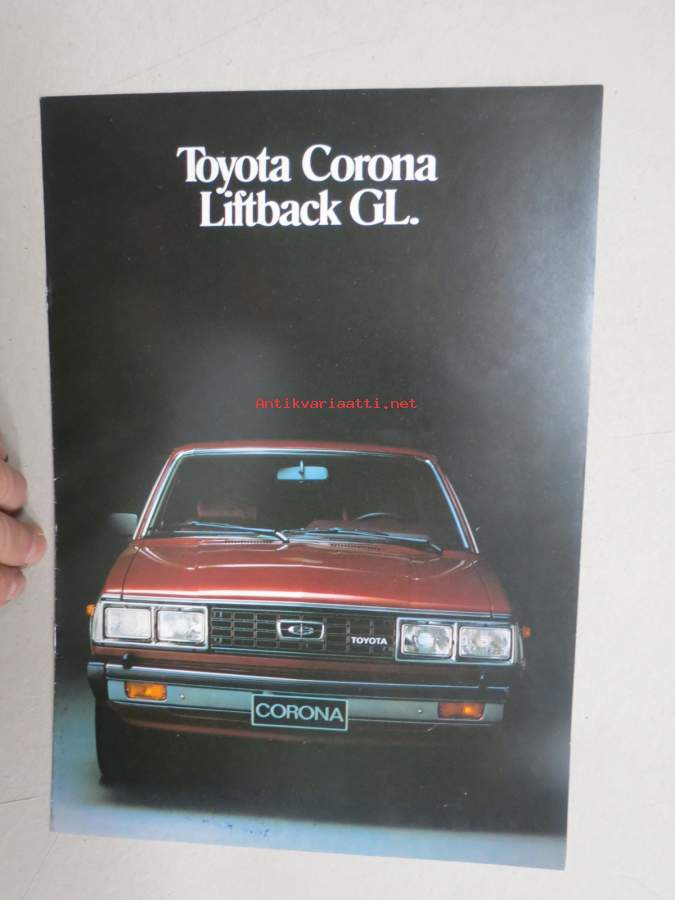 Toyota Corona
Liftback GL.
Antikvariaatti.net
TOYOTA
CORONA